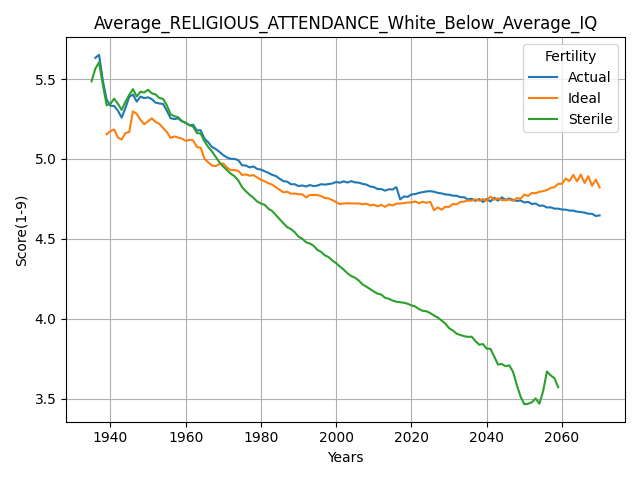 Average_RELIGIOUS_ATTENDANCE_White_Below_Average_IQ
Fertility
Actual
Ideal
Sterile
Score(1-9)
5.5
5.0
4.5
4.0
3.5
1940 1960 1980 2000 2020 2040 2060
Years